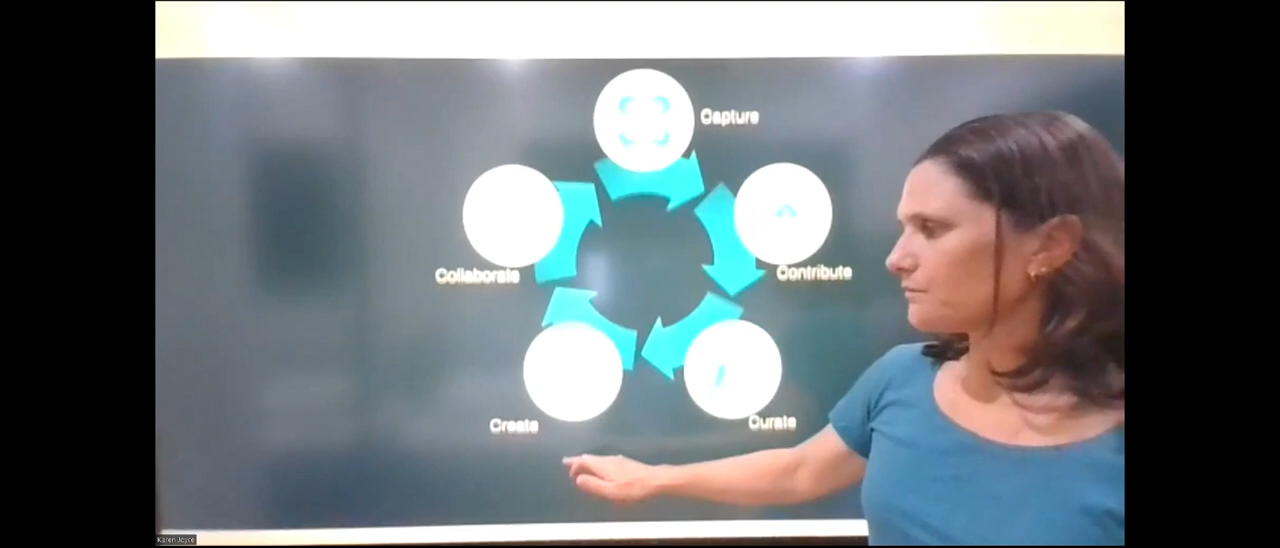 Capture
Contribute
Curate
Create
Collaborate
Karen Joyce